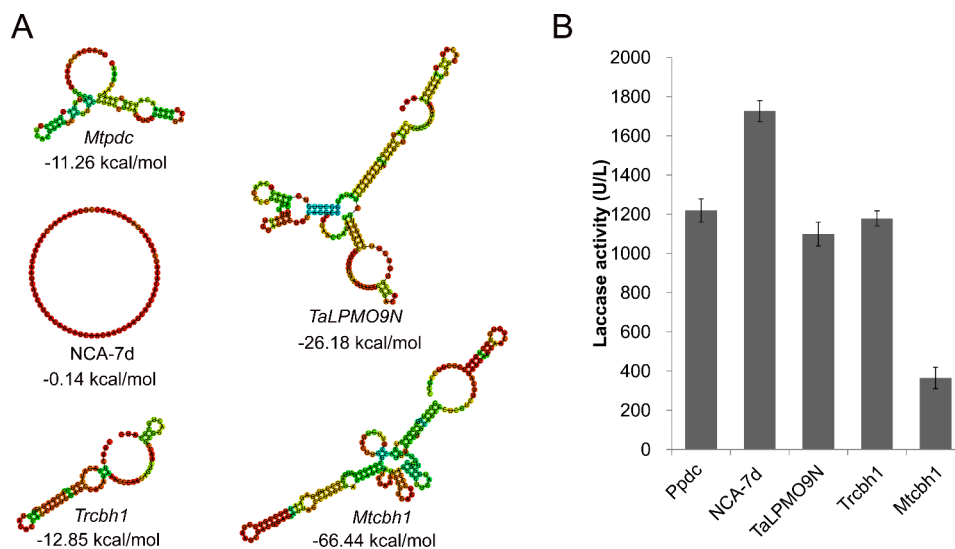 A
Mtpdc
-11.26 kcal/mol
NCA-7d
-0.14 kcal/mol
Trcbh1
-12.85 kcal/mol
TaLPMO9N
-26.18 kcal/mol
Mtcbh1
-66.44 kcal/mol
B
Laccase activity (U/L)
2000
1800
1600
1400
1200
1000
800
600
400
200
0
Ppdc
NCA-7d
TaLPMO9N
Trcbh1
Mtcbh1